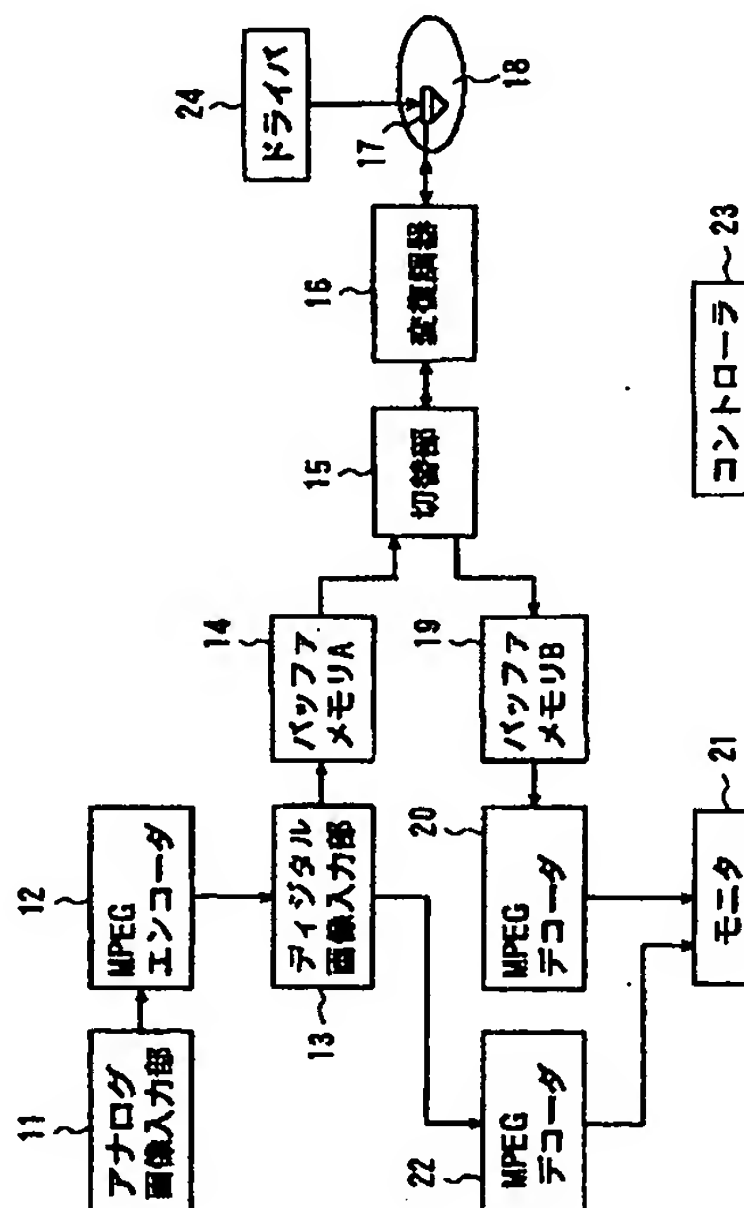 11
アナログ
画像入力部
12
MPEG
エンコーダ
13
ディジタル
画像入力部
14
バッファ
メモリA
15
切替部
16
変復調器
17
18
24
ドライバ
19
バッファ
メモリB
20
MPEG
デコーダ
22
MPEG
デコーダ
21
モニタ
コントローラ
23